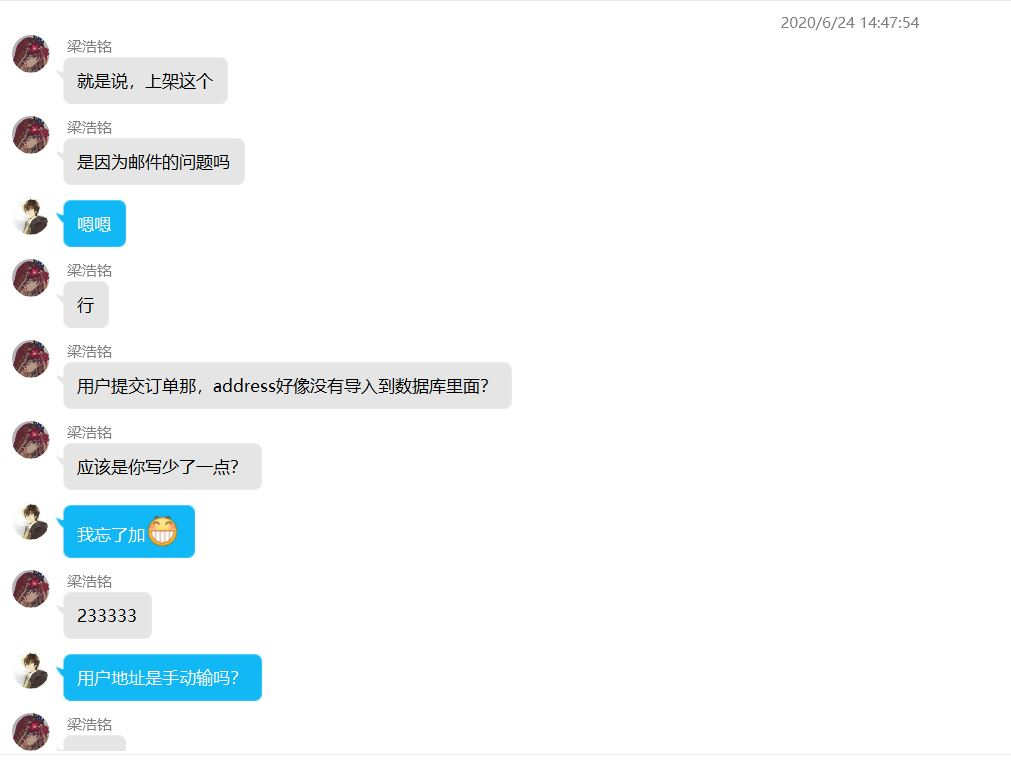 2020/6/24 14:47:54
梁浩铭
就是说，上架这个
梁浩铭
是因为邮件的问题吗
嗯嗯
梁浩铭
行
梁浩铭
用户提交订单那，address好像没有导入到数据库里面？
梁浩铭
应该是你写少了一点？
我忘了加
梁浩铭
233333
用户地址是手动输吗？
梁浩铭